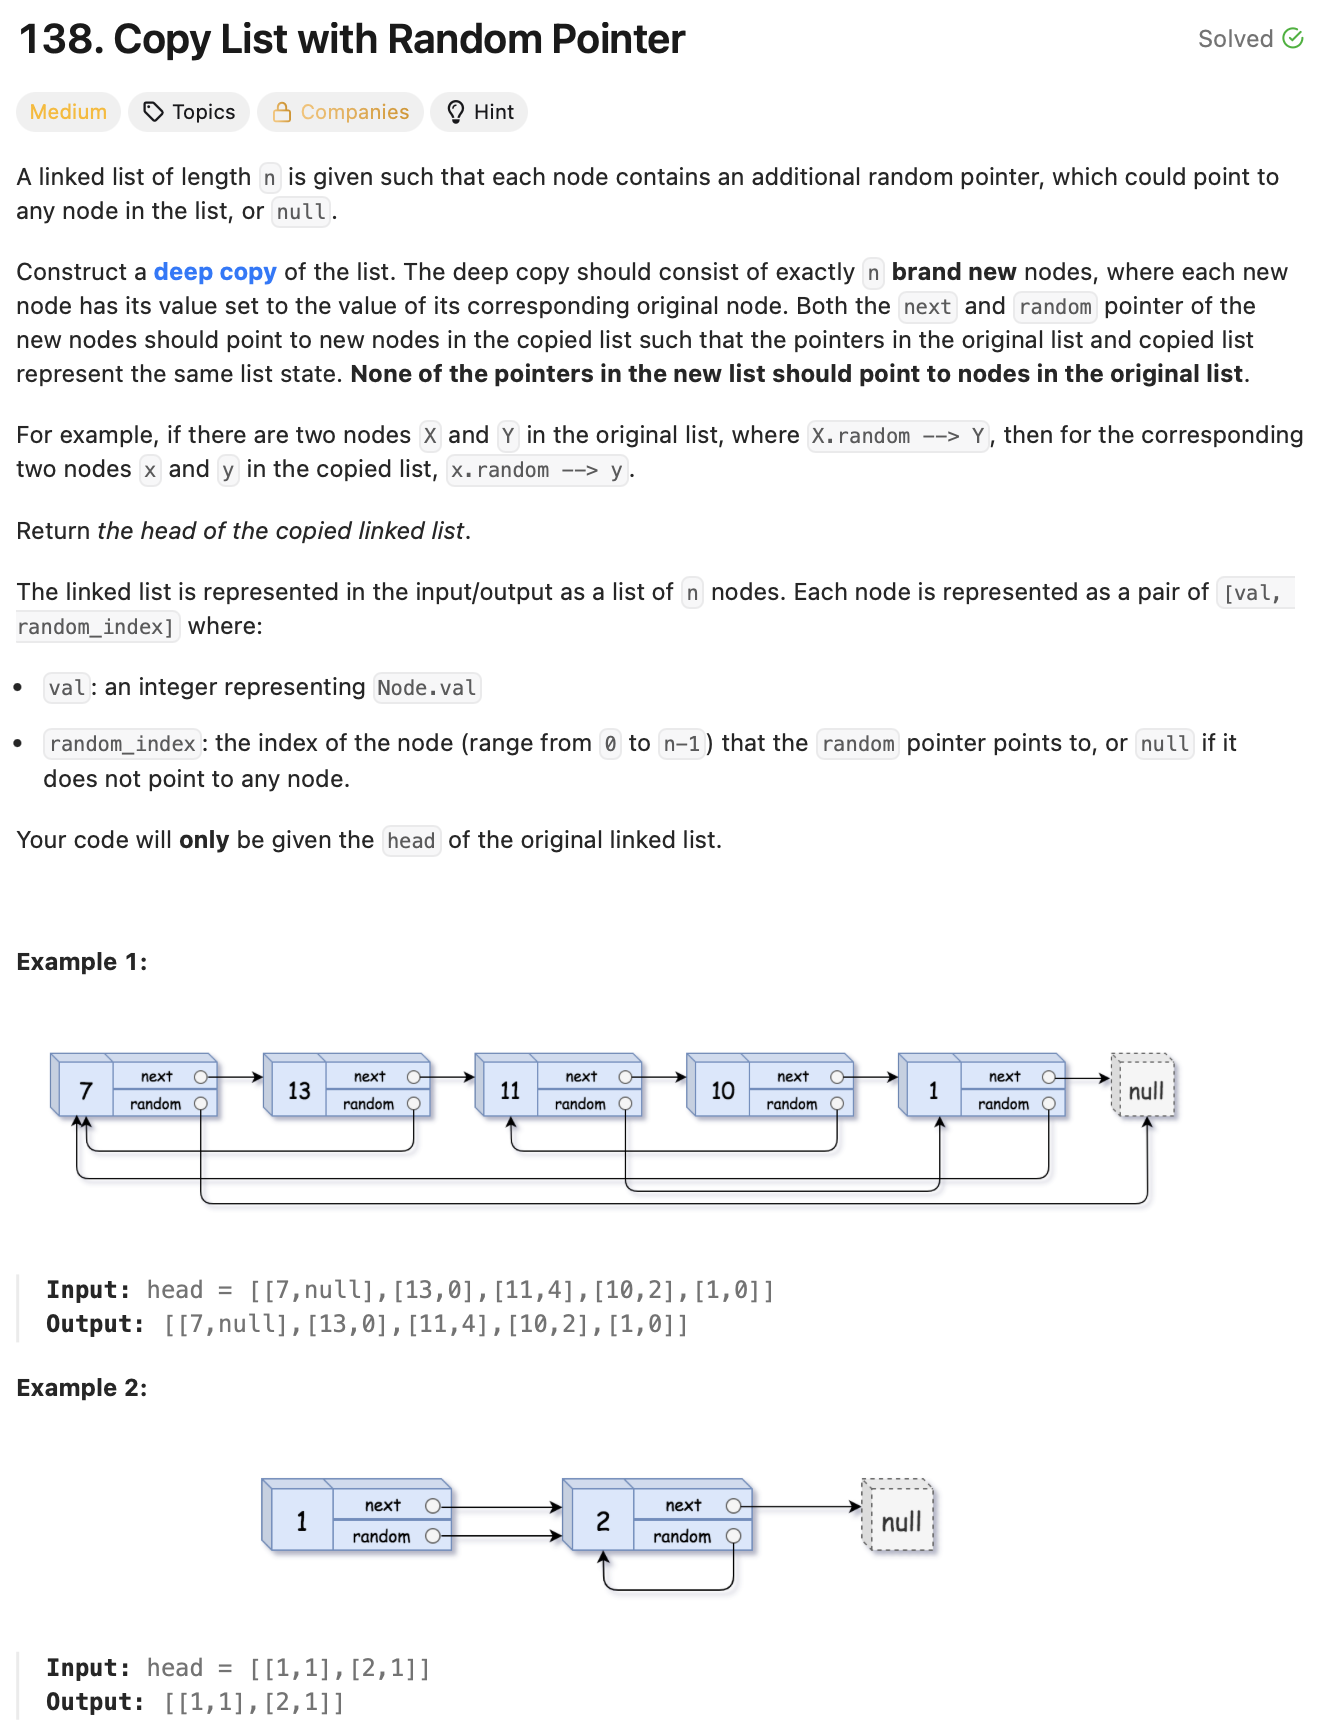 138. Copy List with Random Pointer
Solved
Medium Topics Companies Hint
A linked list of length n is given such that each node contains an additional random pointer, which could point to
any node in the list, or null.
Construct a deep copy of the list. The deep copy should consist of exactly n brand new nodes, where each new
node has its value set to the value of its corresponding original node. Both the next and random pointer of the
new nodes should point to new nodes in the copied list such that the pointers in the original list and copied list
represent the same list state. None of the pointers in the new list should point to nodes in the original list.
For example, if there are two nodes X and Y in the original list, where X.random --> Y, then for the corresponding
two nodes x and y in the copied list, x.random --> y.
Return the head of the copied linked list.
The linked list is represented in the input/output as a list of n nodes. Each node is represented as a pair of [val,
random_index] where:
• val: an integer representing Node.val
• random_index: the index of the node (range from 0 to n-1) that the random pointer points to, or null if it
does not point to any node.
Your code will only be given the head of the original linked list.
Example 1:
7 next random 13 next random 11 next random 10 next random 1 next random null
Input: head = [[7,null],[13,0],[11,4],[10,2],[1,0]]
Output: [[7,null],[13,0],[11,4],[10,2],[1,0]]
Example 2:
1 next random 2 next random null
Input: head = [[1,1],[2,1]]
Output: [[1,1],[2,1]]